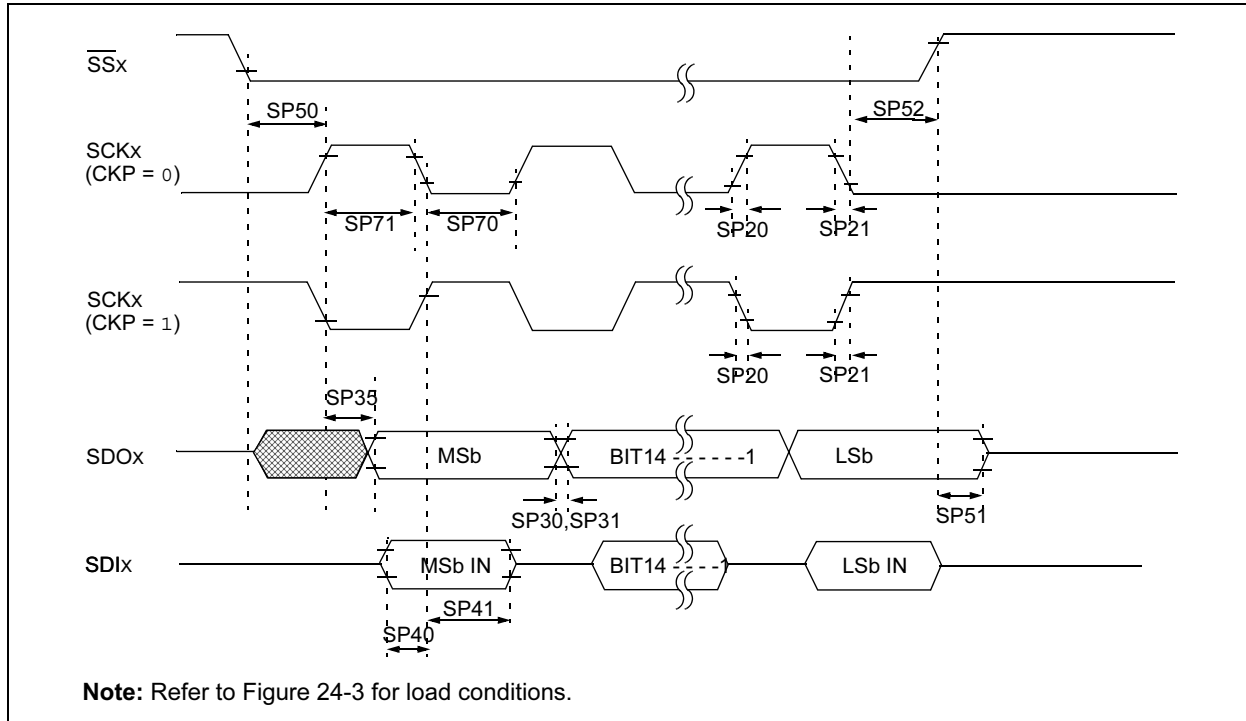 SSx
SP50
SP52
SCKx
(CKP = 0)
SP71
SP70
SP20
SP21
SCKx
(CKP = 1)
SP20
SP21
SP35
SDOx
MSb
BIT14 - - - - - -1
LSb
SP30,SP31
SP51
SDIx
MSb IN
BIT14 - - - - -1
LSb IN
SP41
SP40
Note: Refer to Figure 24-3 for load conditions.